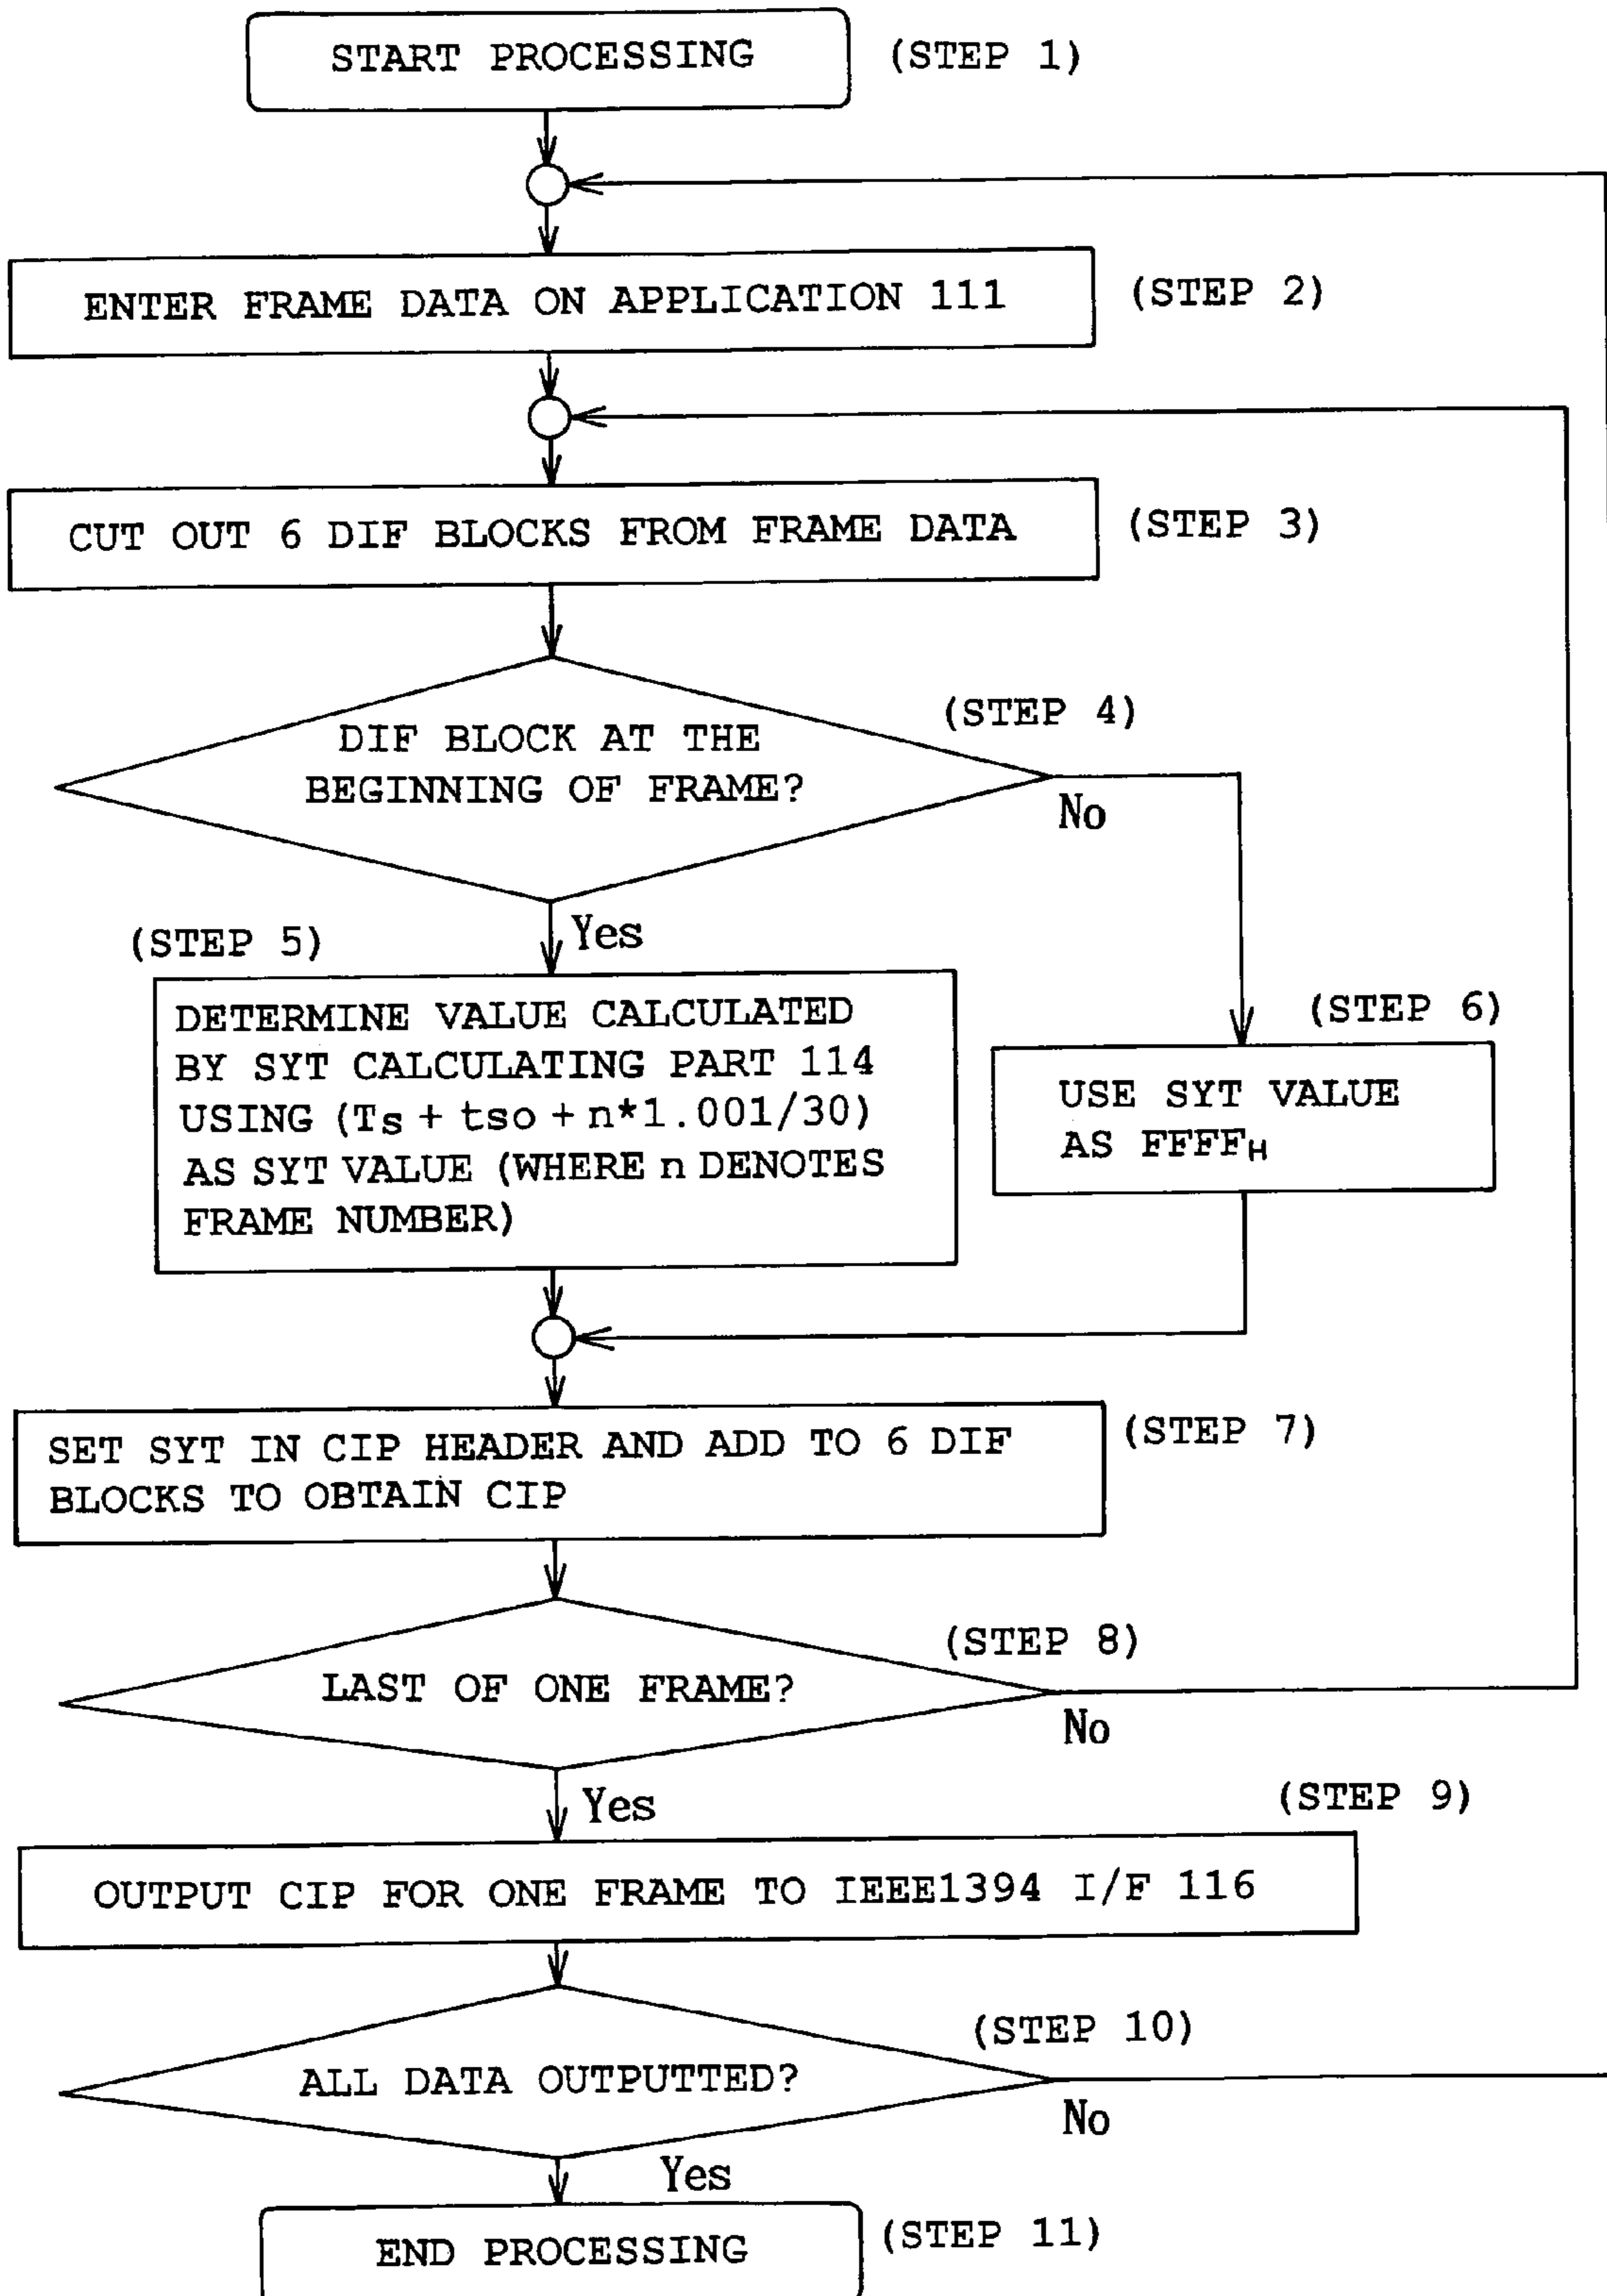 START PROCESSING (STEP 1)
ENTER FRAME DATA ON APPLICATION 111 (STEP 2)
CUT OUT 6 DIF BLOCKS FROM FRAME DATA (STEP 3)
(STEP 4)
DIF BLOCK AT THE
BEGINNING OF FRAME?
No
Yes
(STEP 5)
DETERMINE VALUE CALCULATED
BY SYT CALCULATING PART 114
USING (Ts + tso + n*1.001/30)
AS SYT VALUE (WHERE n DENOTES
FRAME NUMBER)
(STEP 6)
USE SYT VALUE
AS FFFFH
(STEP 7)
SET SYT IN CIP HEADER AND ADD TO 6 DIF
BLOCKS TO OBTAIN CIP
(STEP 8)
LAST OF ONE FRAME?
No
Yes
(STEP 9)
OUTPUT CIP FOR ONE FRAME TO IEEE1394 I/F 116
(STEP 10)
ALL DATA OUTPUTTED?
No
Yes
END PROCESSING (STEP 11)